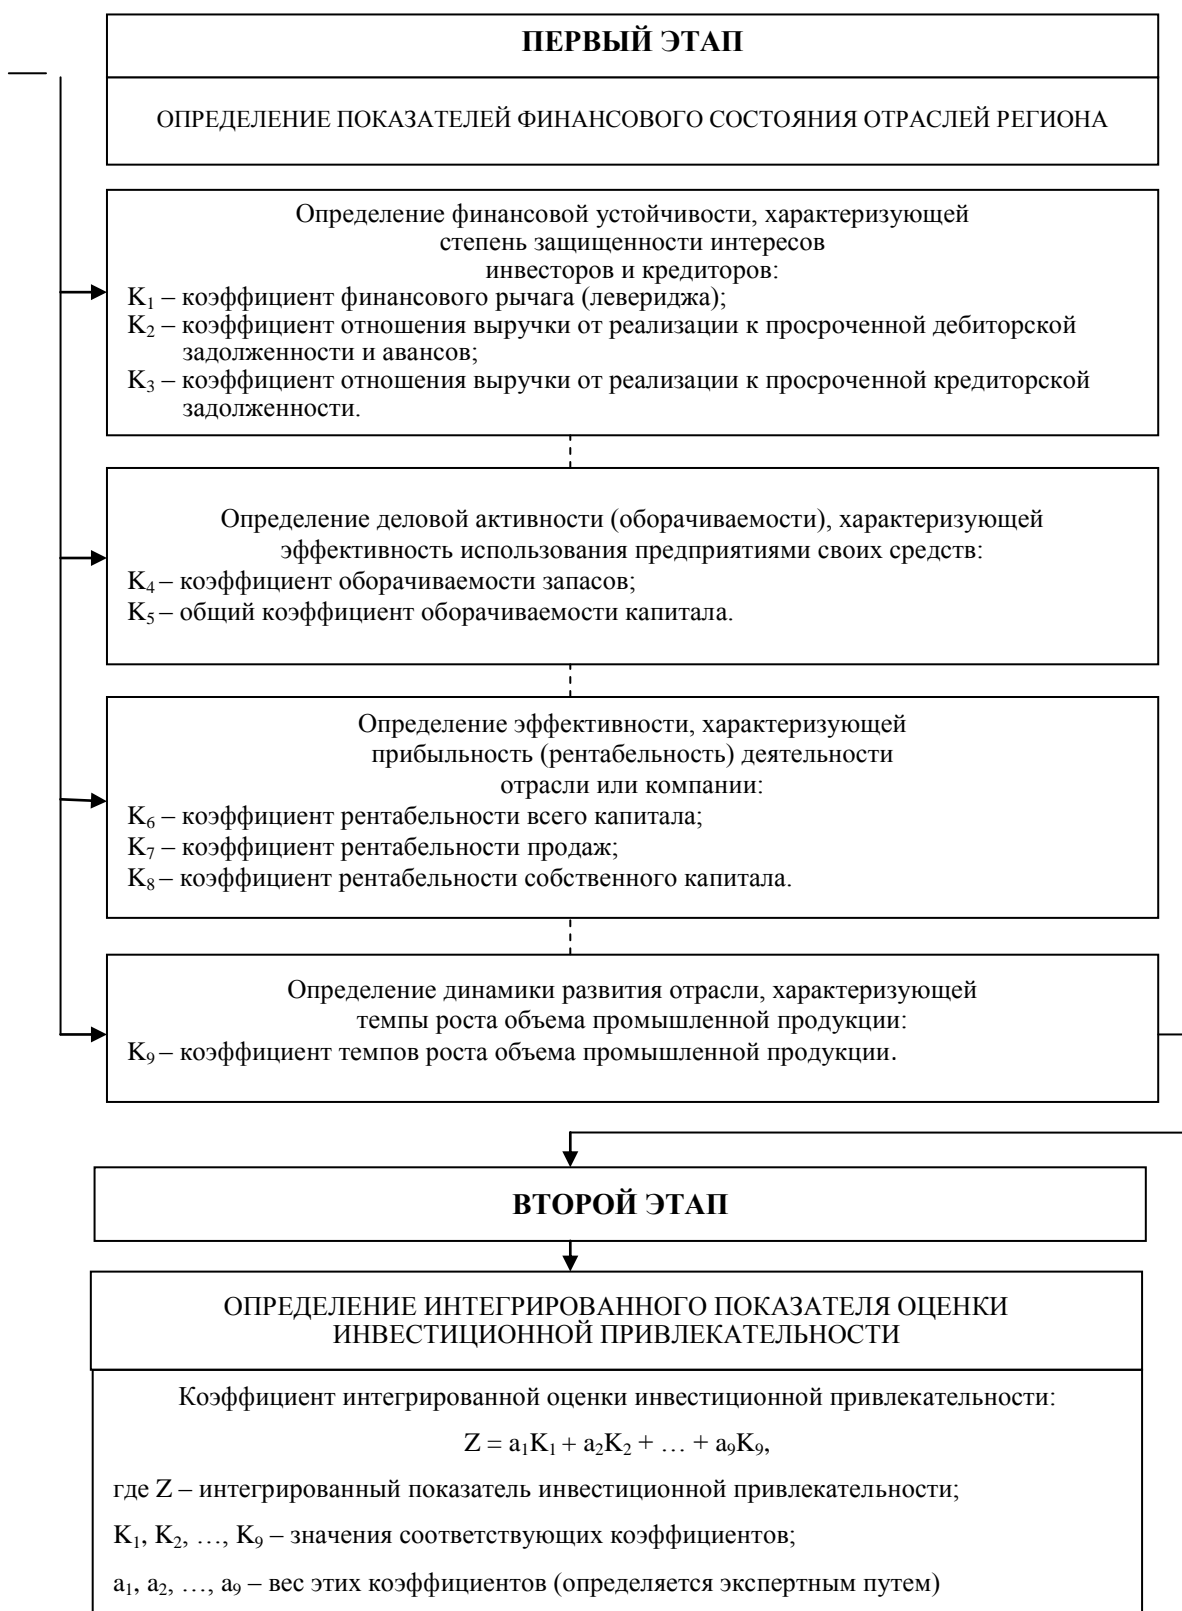 ПЕРВЫЙ ЭТАП
ОПРЕДЕЛЕНИЕ ПОКАЗАТЕЛЕЙ ФИНАНСОВОГО СОСТОЯНИЯ ОТРАСЛЕЙ РЕГИОНА
Определение финансовой устойчивости, характеризующей
степень защищенности интересов
инвесторов и кредиторов:
K₁ – коэффициент финансового рычага (левериджа);
K₂ – коэффициент отношения выручки от реализации к просроченной дебиторской
задолженности и авансов;
K₃ – коэффициент отношения выручки от реализации к просроченной кредиторской
задолженности.
Определение деловой активности (оборачиваемости), характеризующей
эффективность использования предприятиями своих средств:
K₄ – коэффициент оборачиваемости запасов;
K₅ – общий коэффициент оборачиваемости капитала.
Определение эффективности, характеризующей
прибыльность (рентабельность) деятельности
отрасли или компании:
K₆ – коэффициент рентабельности всего капитала;
K₇ – коэффициент рентабельности продаж;
K₈ – коэффициент рентабельности собственного капитала.
Определение динамики развития отрасли, характеризующей
темпы роста объема промышленной продукции:
K₉ – коэффициент темпов роста объема промышленной продукции.
ВТОРОЙ ЭТАП
ОПРЕДЕЛЕНИЕ ИНТЕГРИРОВАННОГО ПОКАЗАТЕЛЯ ОЦЕНКИ
ИНВЕСТИЦИОННОЙ ПРИВЛЕКАТЕЛЬНОСТИ
Коэффициент интегрированной оценки инвестиционной привлекательности:
Z = a₁K₁ + a₂K₂ + … + a₉K₉,
где Z – интегрированный показатель инвестиционной привлекательности;
K₁, K₂, …, K₉ – значения соответствующих коэффициентов;
a₁, a₂, …, a₉ – вес этих коэффициентов (определяется экспертным путем)